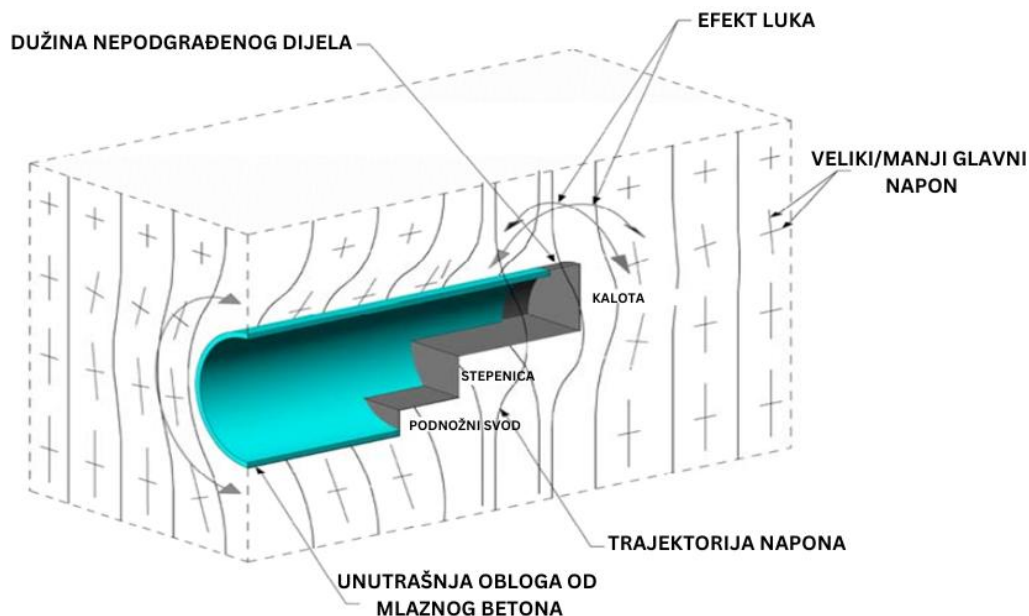 EFEKT LUKA
DUŽINA NEPODGRAĐENOG DIJELA
VELIKI/MANJI GLAVNI
NAPON
KALOTA
STEPENICA
PODNOŽNI SVOD
TRAJEKTORIJA NAPONA
UNUTRAŠNJA OBLOGA OD
MLAZNOG BETONA